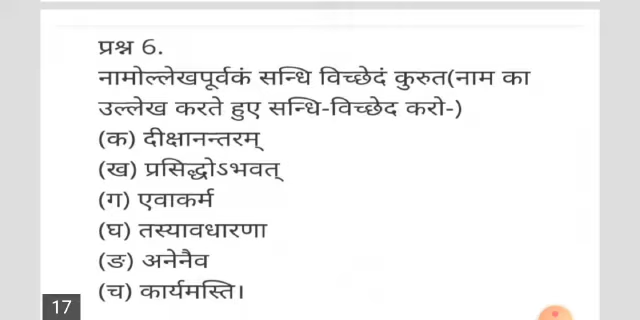 प्रश्न 6.
नामोल्लेखपूर्वकं सन्धि विच्छेदं कुरुत(नाम का
उल्लेख करते हुए सन्धि-विच्छेद करो-)
(क) दीक्षानन्तरम्
(ख) प्रसिद्धोऽभवत्
(ग) एवाकर्म
(घ) तस्यावधारणा
(ङ) अनेनैव
(च) कार्यमस्ति।
17